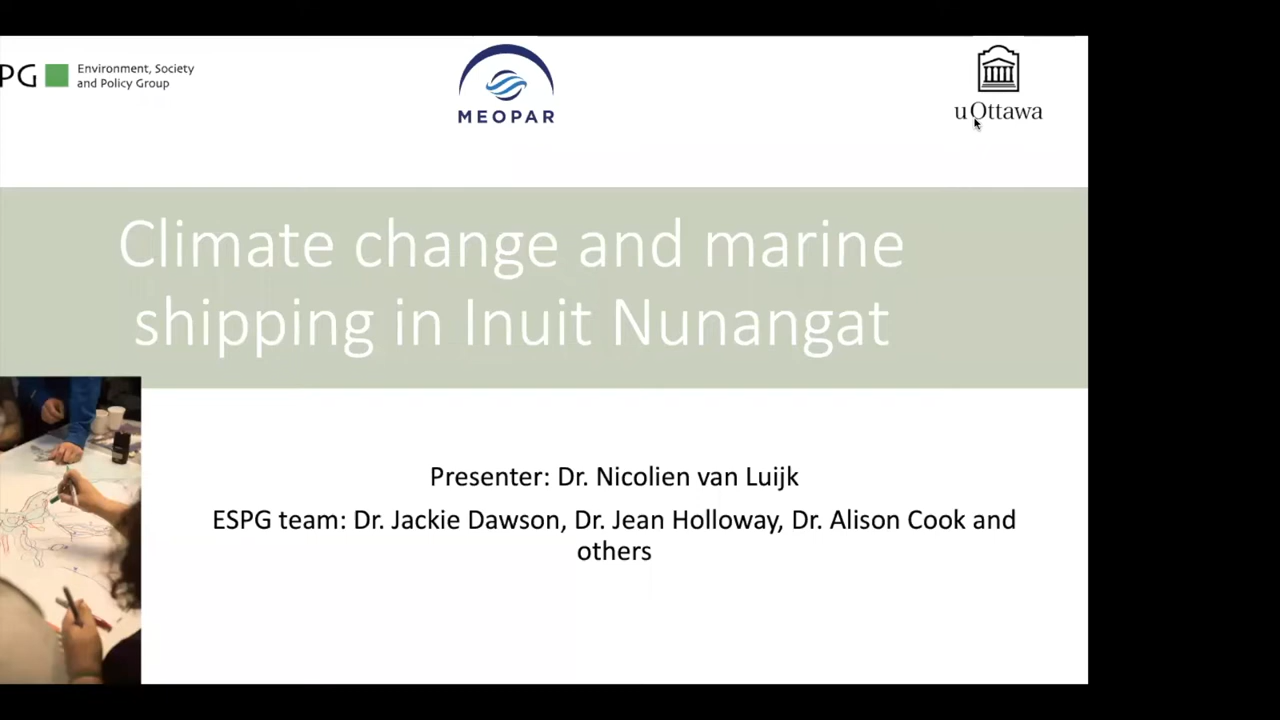 PG Environment, Society
and Policy Group
MEOPAR
uOttawa
Climate change and marine
shipping in Inuit Nunangat
Presenter: Dr. Nicolien van Luijk
ESPG team: Dr. Jackie Dawson, Dr. Jean Holloway, Dr. Alison Cook and
others